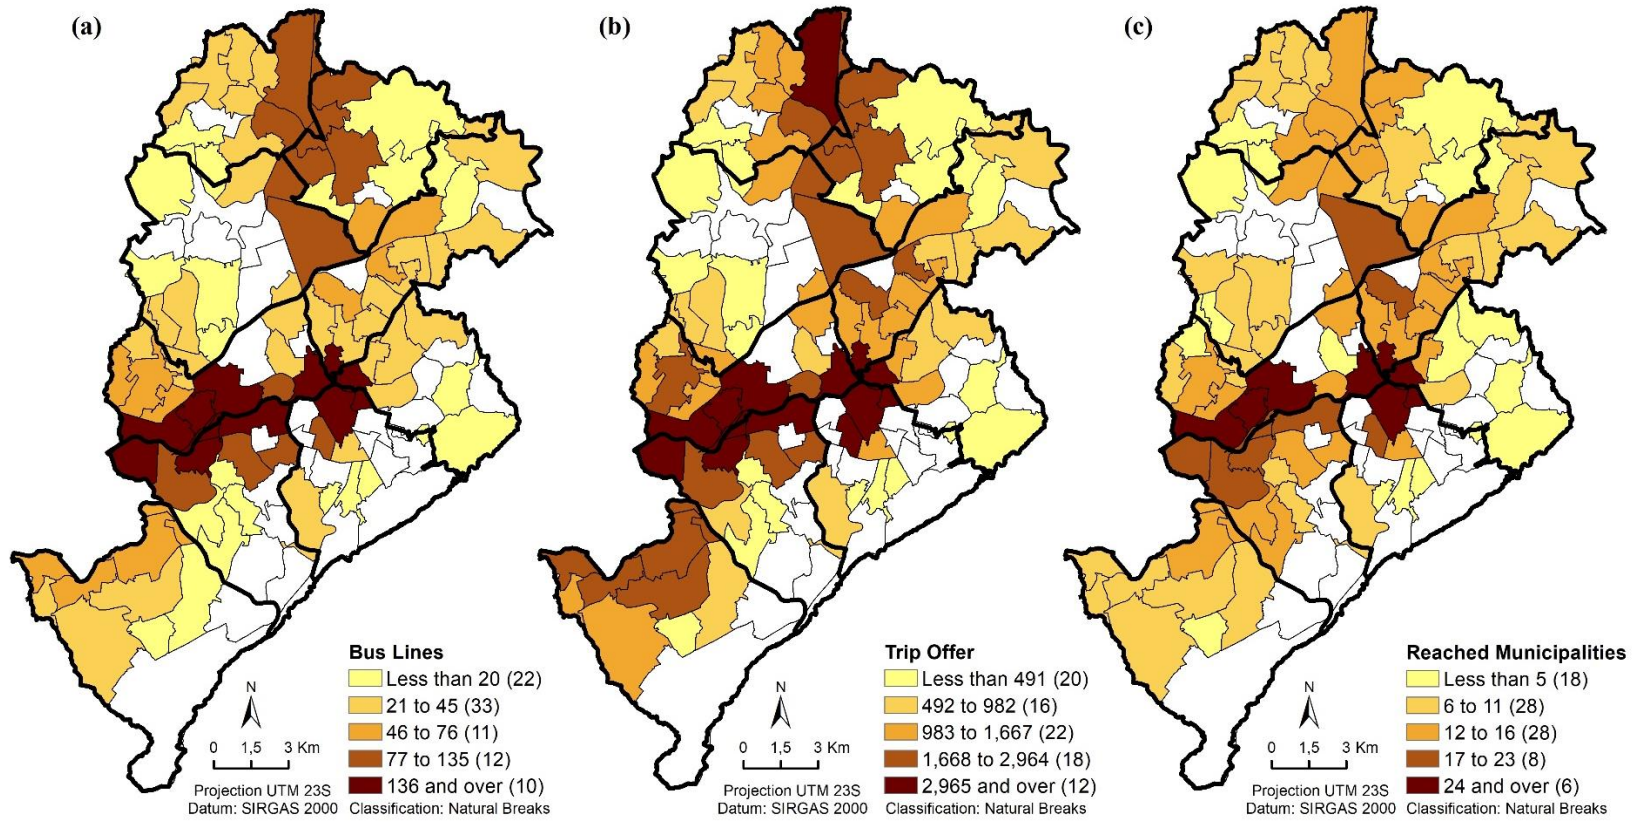 (a)
Bus Lines
Less than 20 (22)
21 to 45 (33)
46 to 76 (11)
77 to 135 (12)
136 and over (10)
Classification: Natural Breaks
N
0 1,5 3 Km
Projection UTM 23S
Datum: SIRGAS 2000
(b)
Trip Offer
Less than 491 (20)
492 to 982 (16)
983 to 1,667 (22)
1,668 to 2,964 (18)
2,965 and over (12)
Classification: Natural Breaks
N
0 1,5 3 Km
Projection UTM 23S
Datum: SIRGAS 2000
(c)
Reached Municipalities
Less than 5 (18)
6 to 11 (28)
12 to 16 (28)
17 to 23 (8)
24 and over (6)
Classification: Natural Breaks
N
0 1,5 3 Km
Projection UTM 23S
Datum: SIRGAS 2000